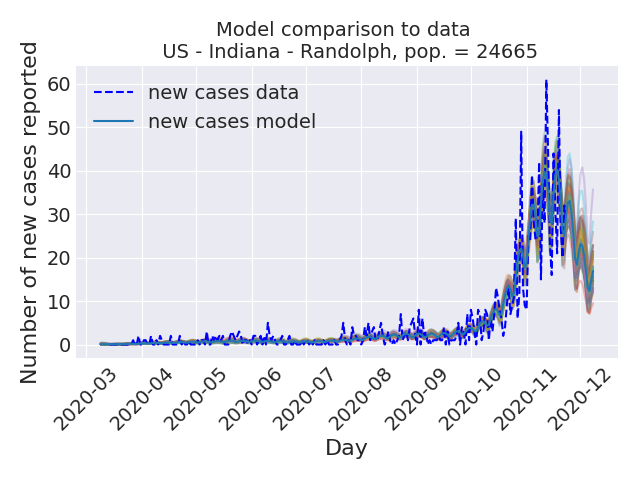 Model comparison to data
US - Indiana - Randolph, pop. = 24665
Number of new cases reported
60
50
40
30
20
10
0
new cases data
new cases model
2020-03
2020-04
2020-05
2020-06
2020-07
2020-08
2020-09
2020-10
2020-11
2020-12
Day